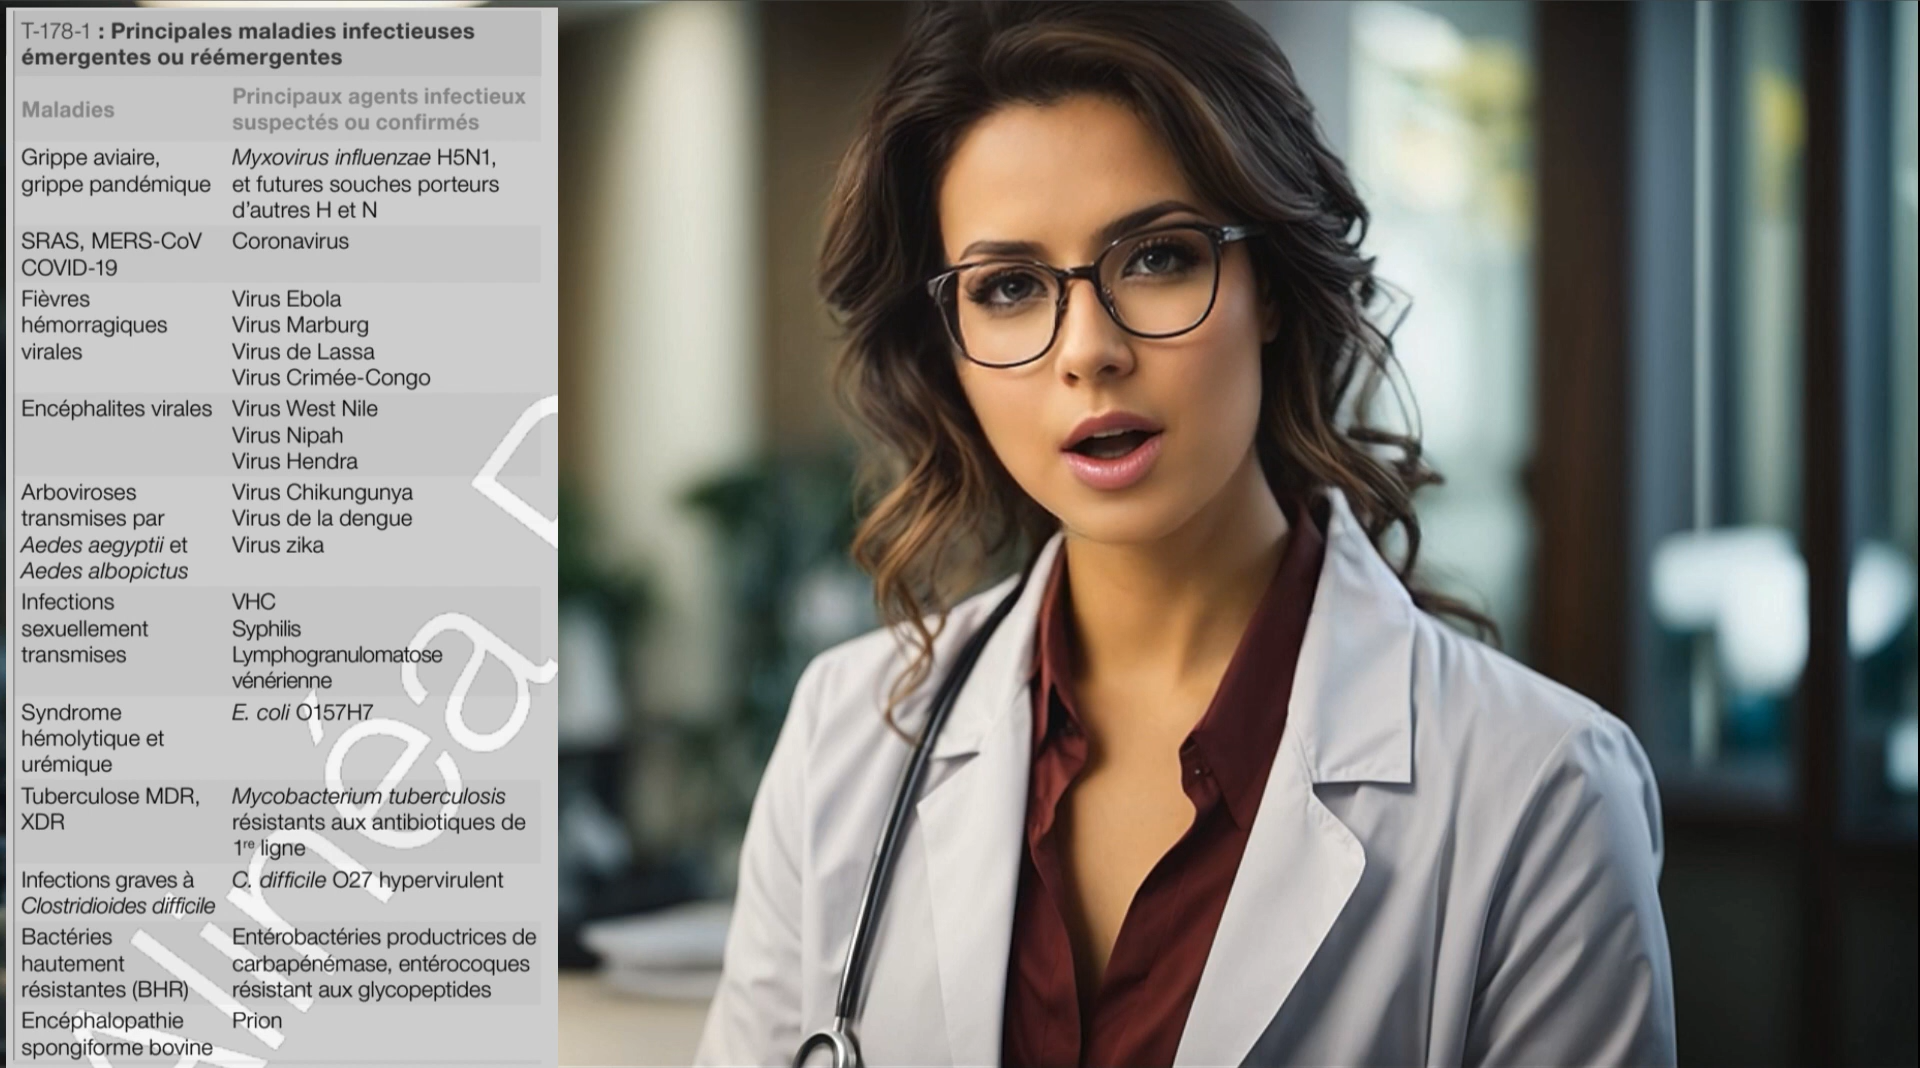 T-178-1 : Principales maladies infectieuses
émergentes ou réémergentes
Maladies
Principaux agents infectieux
suspectés ou confirmés
Grippe aviaire,
grippe pandémique
Myxovirus influenzae H5N1,
et futures souches porteurs
d'autres H et N
SRAS, MERS-CoV
COVID-19
Coronavirus
Fièvres
hémorragiques
virales
Virus Ebola
Virus Marburg
Virus de Lassa
Virus Crimée-Congo
Encéphalites virales
Virus West Nile
Virus Nipah
Virus Hendra
Arboviroses
transmises par
Aedes aegyptii et
Aedes albopictus
Virus Chikungunya
Virus de la dengue
Virus zika
Infections
sexuellement
transmises
VHC
Syphilis
Lymphogranulomatose
vénérienne
Syndrome
hémolytique et
urémique
E. coli O157H7
Tuberculose MDR,
XDR
Mycobacterium tuberculosis
résistants aux antibiotiques de
1re ligne
Infections graves à
Clostridioides difficile
C. difficile O27 hypervirulent
Bactéries
hautement
résistantes (BHR)
Entérobactéries productrices de
carbapénémase, entérocoques
résistant aux glycopeptides
Encéphalopathie
spongiforme bovine
Prion
Alinéa